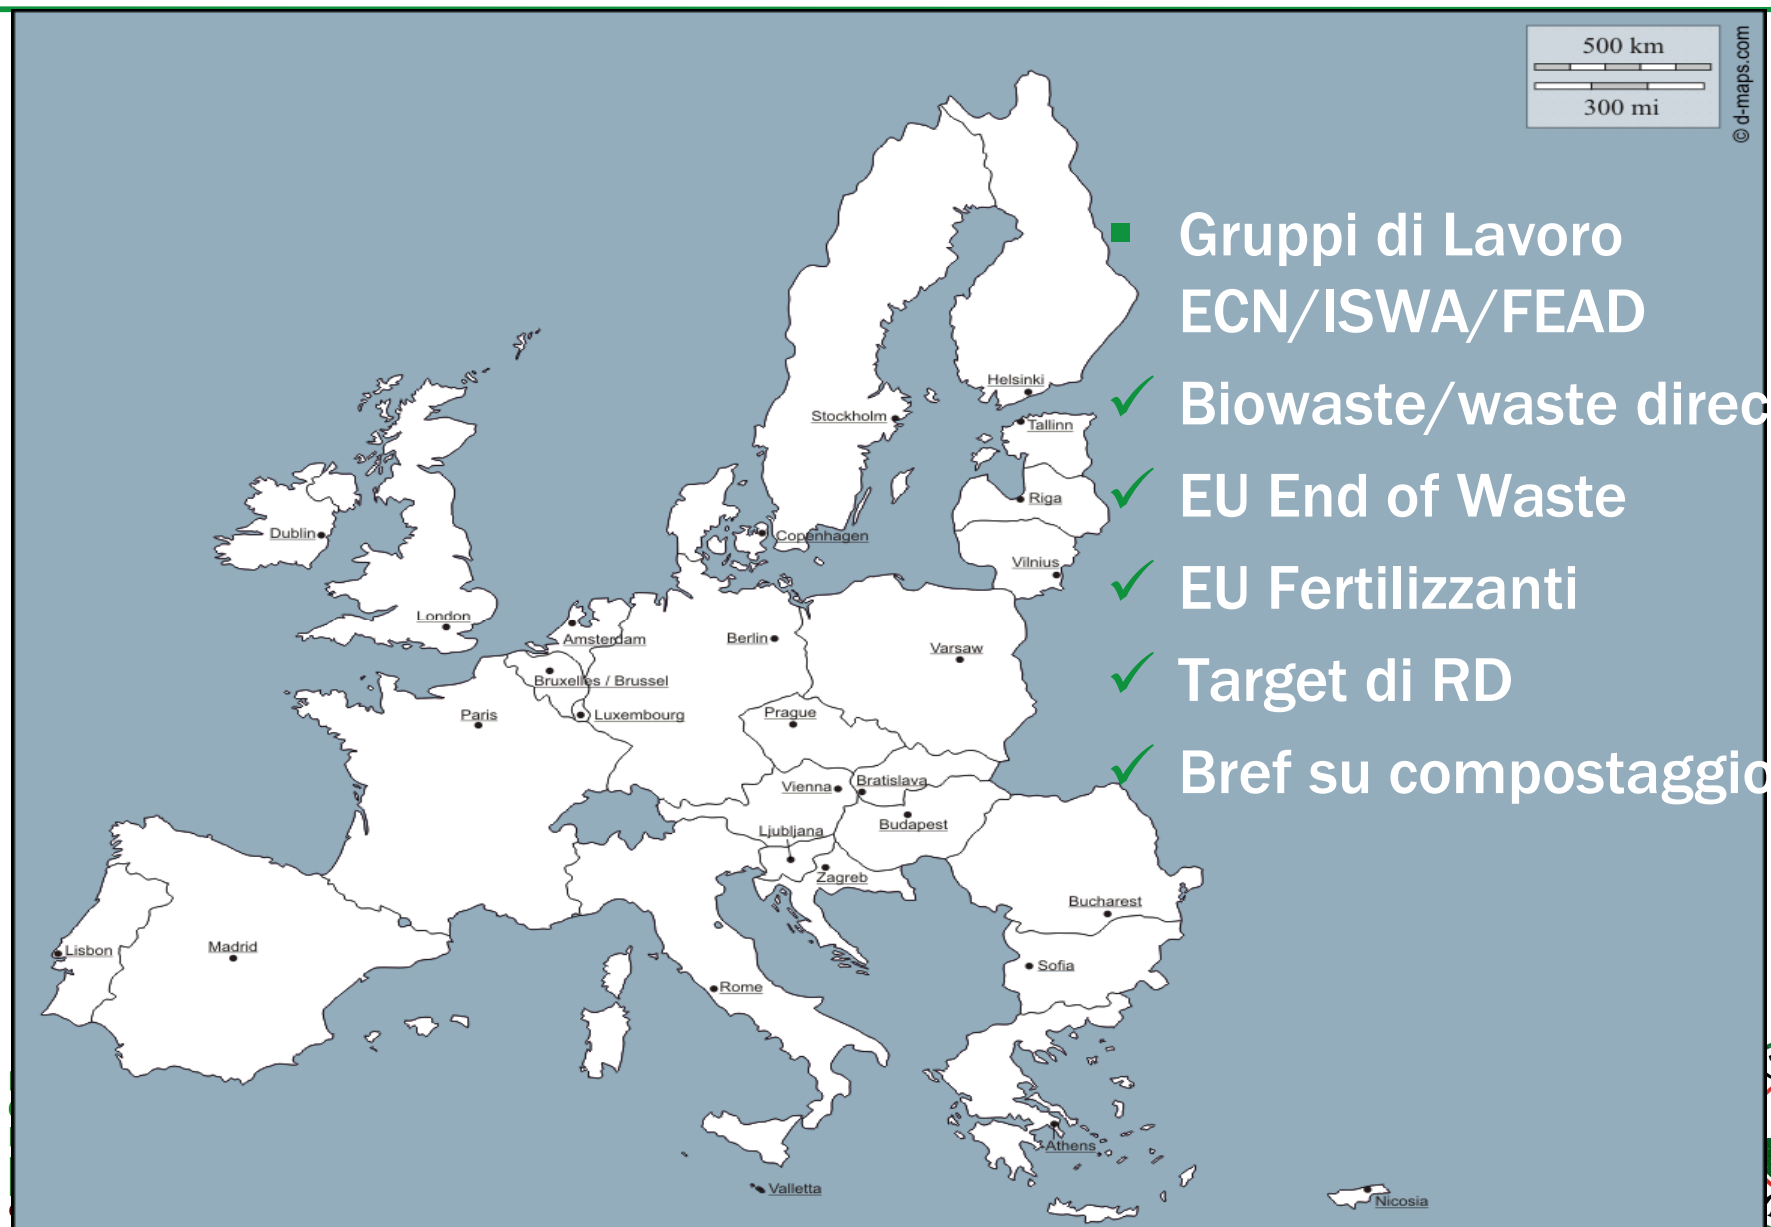 500 km
300 mi
© d-maps.com
Gruppi di Lavoro
ECN/ISWA/FEAD
Biowaste/waste direc
EU End of Waste
EU Fertilizzanti
Target di RD
Bref su compostaggio
Helsinki
Stockholm
Tallinn
Riga
Dublin
Copenhagen
Vilnius
London
Amsterdam
Berlin
Varsaw
Bruxelles / Brussel
Paris
Luxembourg
Prague
Vienna
Bratislava
Budapest
Ljubljana
Zagreb
Bucharest
Lisbon
Madrid
Sofia
Rome
Athens
Valletta
Nicosia